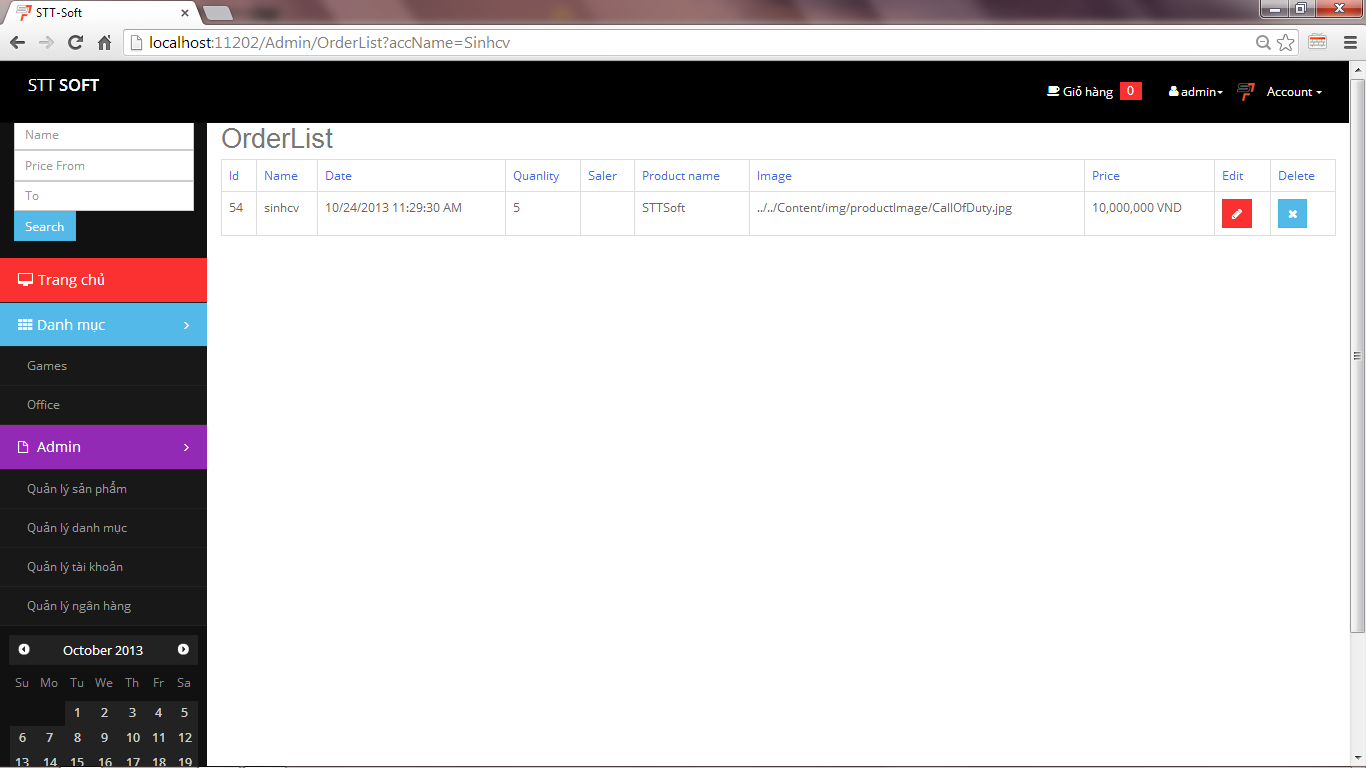 STT-Soft
localhost:11202/Admin/OrderList?accName=Sinhcv
STT SOFT
Giỏ hàng 0 admin Account
Name
Price From
To
Search
Trang chủ
Danh mục
Games
Office
Admin
Quản lý sản phẩm
Quản lý danh mục
Quản lý tài khoản
Quản lý ngân hàng
October 2013
Su Mo Tu We Th Fr Sa
1 2 3 4 5
6 7 8 9 10 11 12
13 14 15 16 17 18 19
OrderList
Id Name Date Quanlity Saler Product name Image Price Edit Delete
54 sinhcv 10/24/2013 11:29:30 AM 5 STTSoft ../../Content/img/productImage/CallOfDuty.jpg 10,000,000 VND